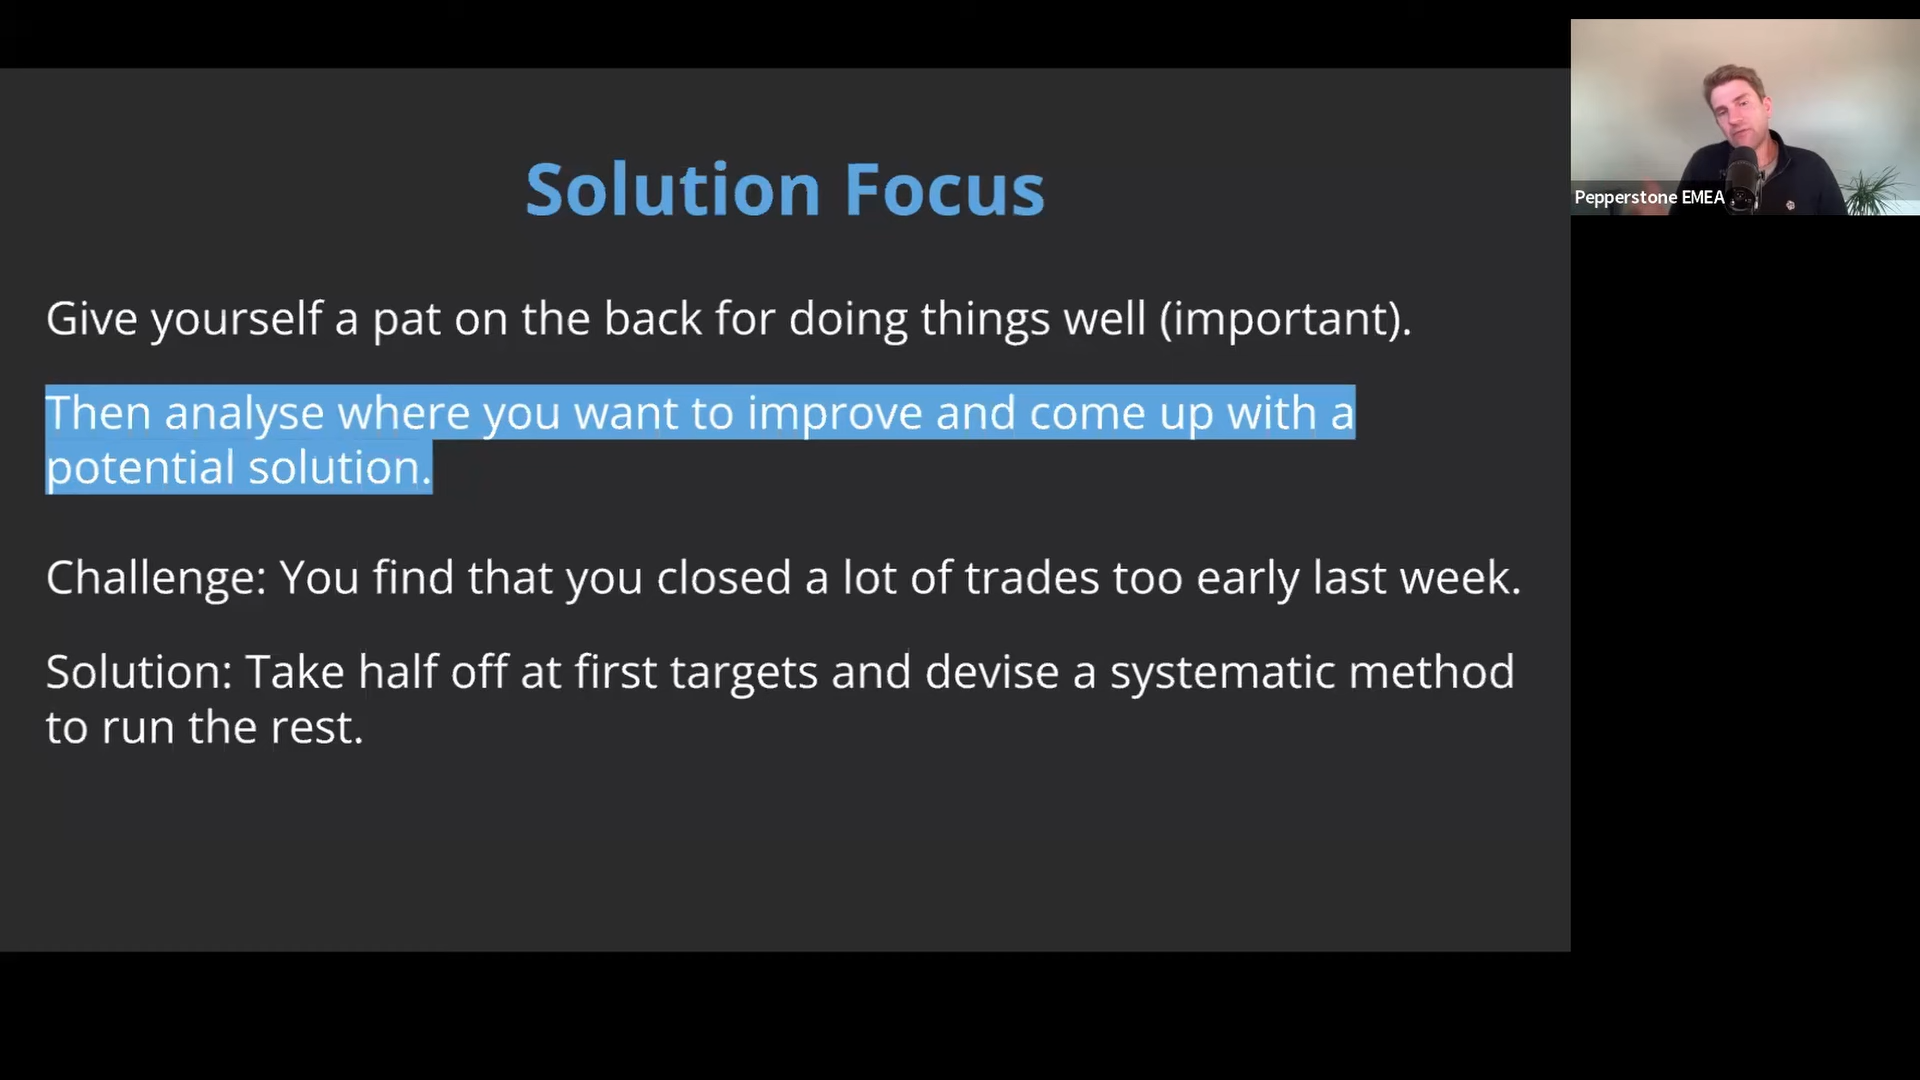 Solution Focus
Pepperstone EMEA
Give yourself a pat on the back for doing things well (important).
Then analyse where you want to improve and come up with a
potential solution.
Challenge: You find that you closed a lot of trades too early last week.
Solution: Take half off at first targets and devise a systematic method
to run the rest.